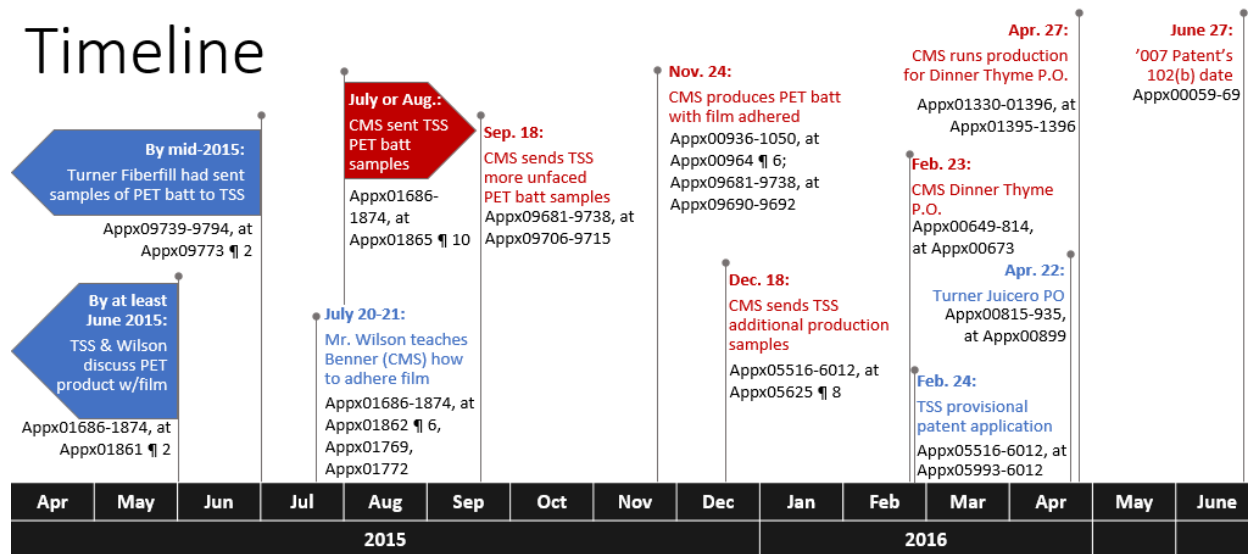 Timeline
By mid-2015:
Turner Fiberfill had sent
samples of PET batt to TSS
Appx09739-9794, at
Appx09773 ¶ 2
By at least
June 2015:
TSS & Wilson
discuss PET
product w/film
Appx01686-1874, at
Appx01861 ¶ 2
July or Aug.:
CMS sent TSS
PET batt
samples
Appx01686-
1874, at
Appx01865 ¶ 10
July 20-21:
Mr. Wilson teaches
Benner (CMS) how
to adhere film
Appx01686-1874, at
Appx01862 ¶ 6,
Appx01769,
Appx01772
Sep. 18:
CMS sends TSS
more unfaced
PET batt samples
Appx09681-9738, at
Appx09706-9715
Nov. 24:
CMS produces PET batt
with film adhered
Appx00936-1050, at
Appx00964 ¶ 6;
Appx09681-9738, at
Appx09690-9692
Dec. 18:
CMS sends TSS
additional production
samples
Appx05516-6012, at
Appx05625 ¶ 8
Apr. 27:
CMS runs production
for Dinner Thyme P.O.
Appx01330-01396, at
Appx01395-1396
Feb. 23:
CMS Dinner Thyme
P.O.
Appx00649-814,
at Appx00673
Apr. 22:
Turner Juicero PO
Appx00815-935,
at Appx00899
Feb. 24:
TSS provisional
patent application
Appx05516-6012, at
Appx05993-6012
June 27:
’007 Patent’s
102(b) date
Appx00059-69
Apr May Jun Jul Aug Sep Oct Nov Dec Jan Feb Mar Apr May June
2015 2016